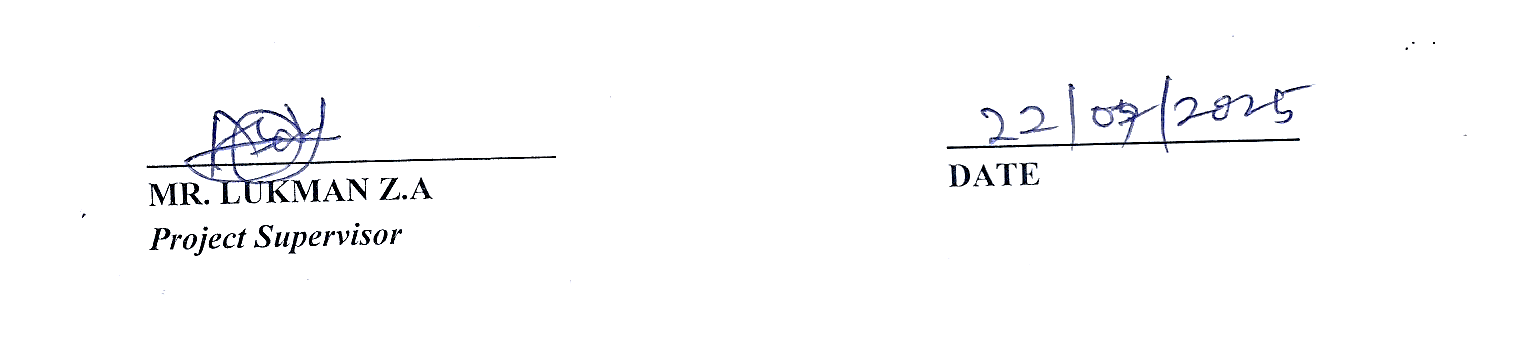 22/07/2025
MR. LUKMAN Z.A
DATE
Project Supervisor